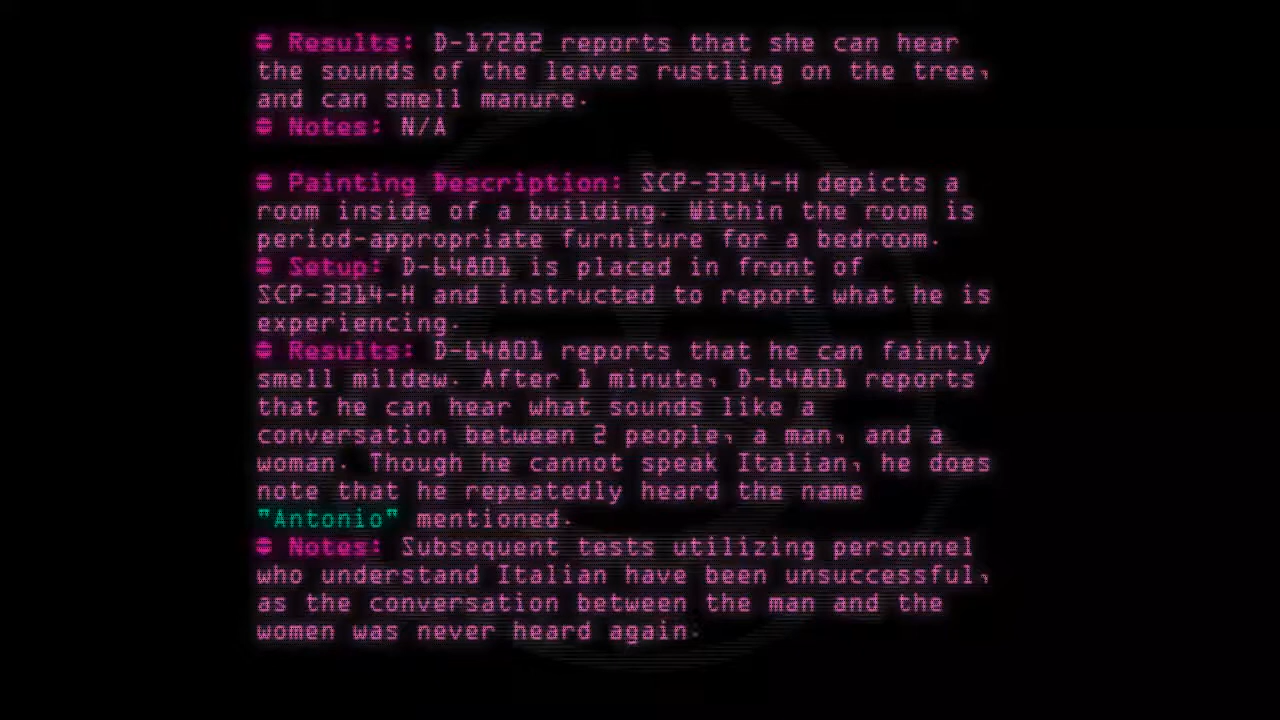 Results: D-17282 reports that she can hear
the sounds of the leaves rustling on the tree,
and can smell manure.
Notes: N/A
Painting Description: SCP-3314-H depicts a
room inside of a building. Within the room is
period-appropriate furniture for a bedroom.
Setup: D-64801 is placed in front of
SCP-3314-H and instructed to report what he is
experiencing.
Results: D-64801 reports that he can faintly
smell mildew. After 1 minute, D-64801 reports
that he can hear what sounds like a
conversation between 2 people, a man, and a
woman. Though he cannot speak Italian, he does
note that he repeatedly heard the name
"Antonio" mentioned.
Notes: Subsequent tests utilizing personnel
who understand Italian have been unsuccessful,
as the conversation between the man and the
women was never heard again.